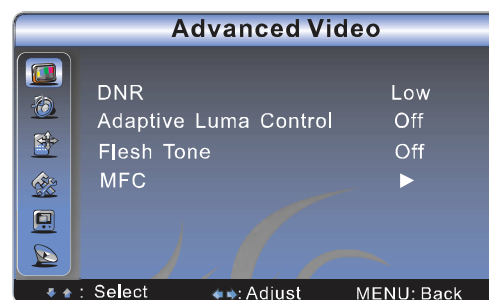 Advanced Video
DNR Low
Adaptive Luma Control Off
Flesh Tone Off
MFC ►
: Select : Adjust MENU: Back